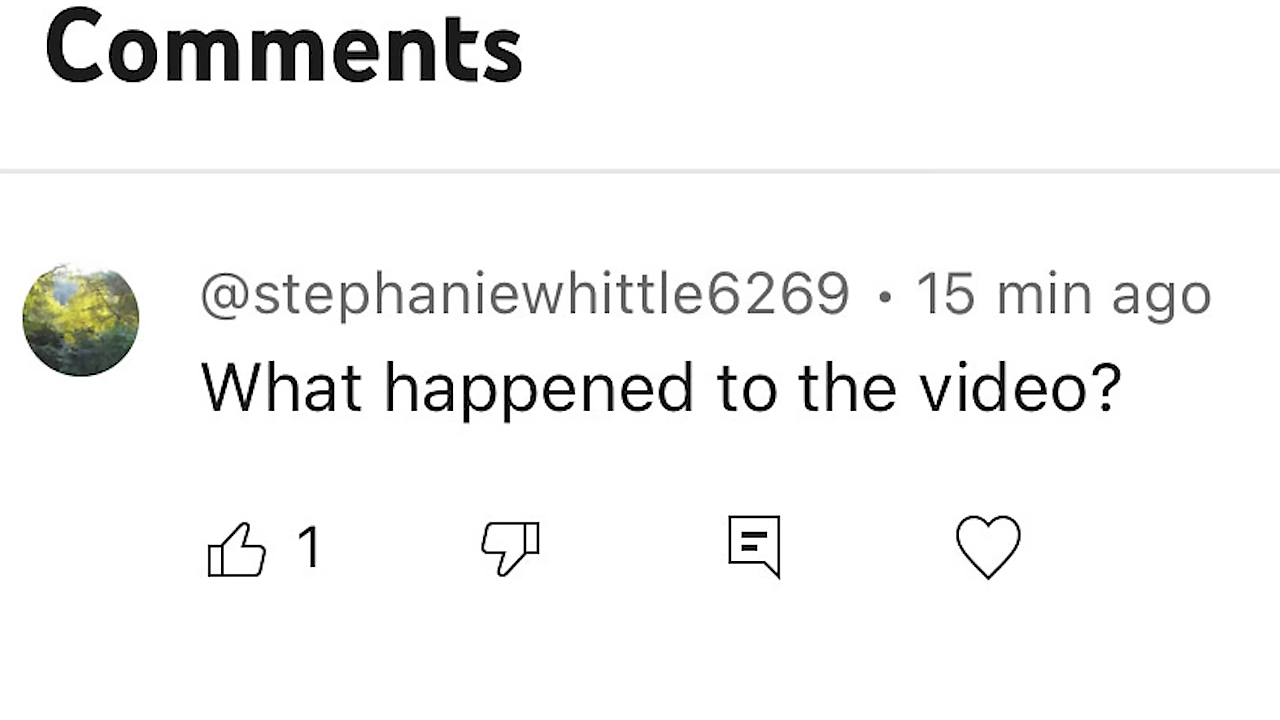 Comments
@stephaniewhittle6269 • 15 min ago
What happened to the video?
1